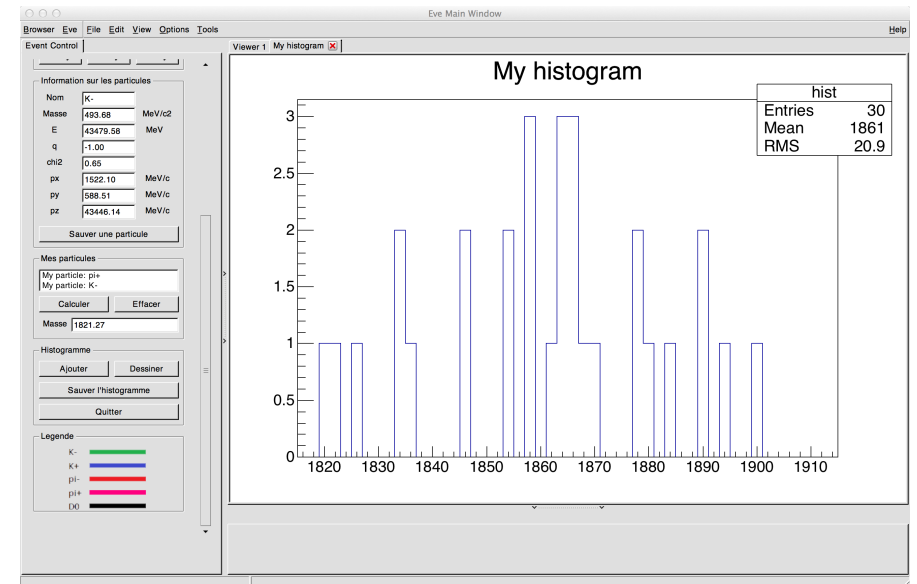 Eve Main Window
Browser Eve File Edit View Options Tools Help
Event Control
Viewer 1 My histogram
Information sur les particules
Nom K-
Masse 493.68 MeV/c2
E 43479.58 MeV
q -1.00
chi2 0.65
px 1522.10 MeV/c
py 588.51 MeV/c
pz 43446.14 MeV/c
Sauver une particule
Mes particules
My particle: pi+
My particle: K-
Calculer Effacer
Masse 1821.27
Histogramme
Ajouter Dessiner
Sauver l'histogramme
Quitter
Legende
K-
K+
pi-
pi+
D0
My histogram
hist
Entries 30
Mean 1861
RMS 20.9
3
2.5
2
1.5
1
0.5
0
1820 1830 1840 1850 1860 1870 1880 1890 1900 1910